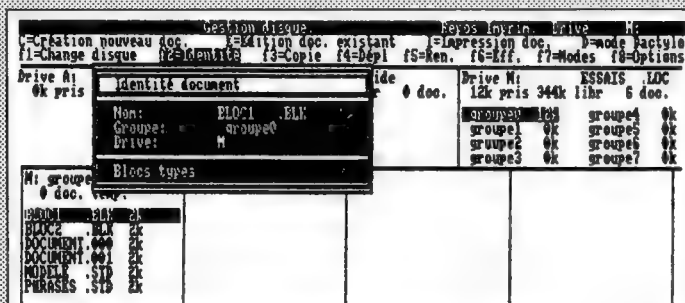 Gestion disque. Repos Inprim. Drive M:
C=Création nouveau doc. E=Edition doc. existant I=Impression doc. D=mode Dactylo
f1=Change disque f2=Identité f3=Copie f4=Dépl f5=Ren. f6=Eff. f7=Modes f8=Options
Drive A: ide Drive M: ESSAIS .LOC
0k pris 0 doc. 12k pris 344k libr 6 doc.
Identité document
Nom: BLOC1 .BLK
Groupe: groupe0
Drive: M
Blocs types
groupe0 groupe4 0k
groupe1 0k groupe5 0k
groupe2 0k groupe6 0k
groupe3 0k groupe7 0k
M: groupe
0 doc.
BLOC1 .BLK 2k
BLOC2 .BLK 2k
DOCUMENT.000 2k
DOCUMENT.001 2k
MODELE .STD 2k
PHRASES .STD 2k